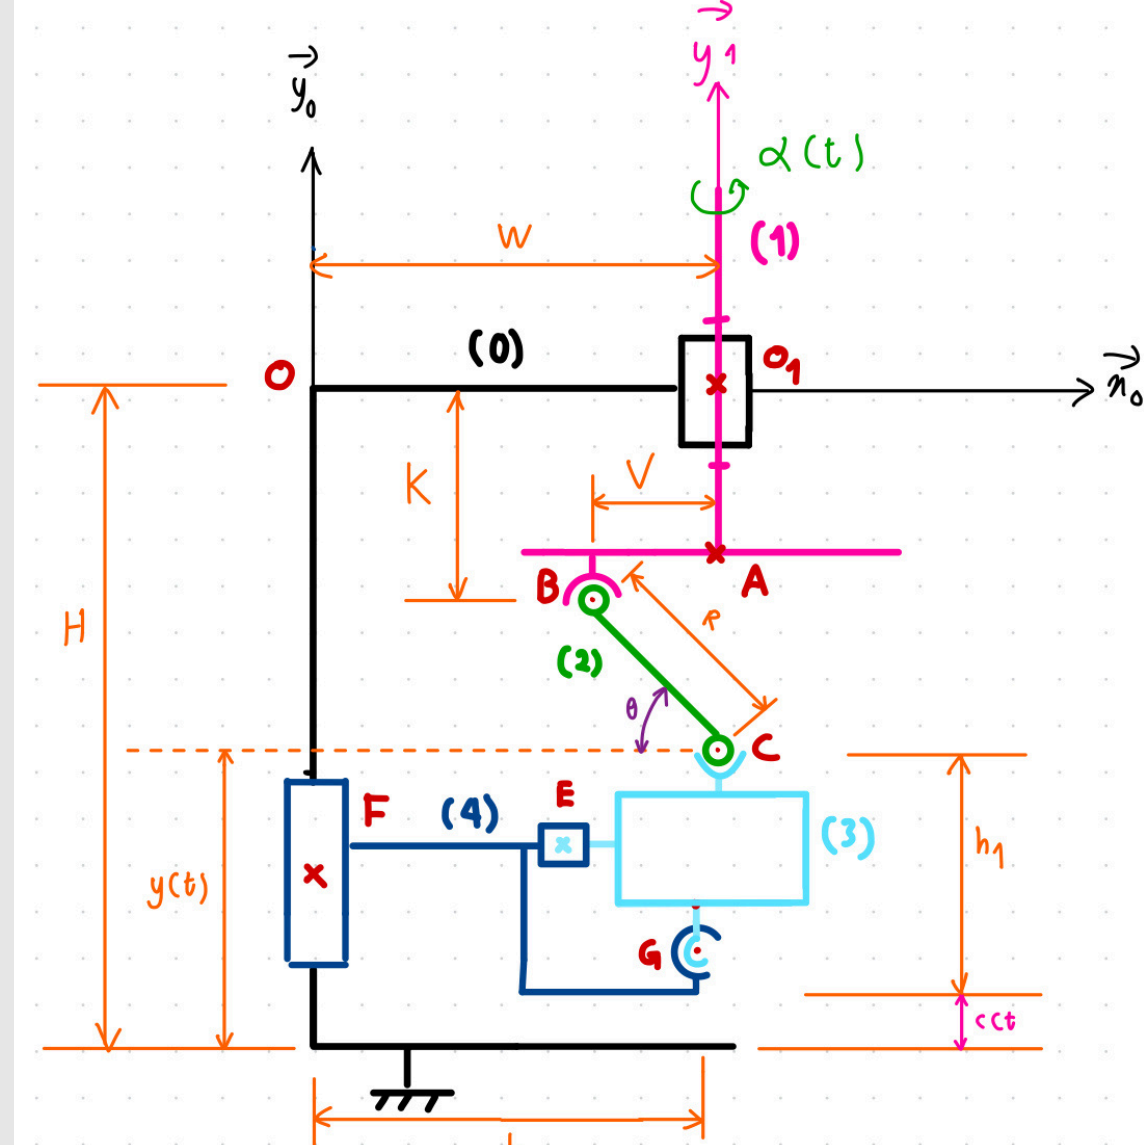 y₁
y₀
α(t)
W
(1)
(0)
O
O₁
x₀
K
V
B
A
H
R
(2)
θ
C
E
F
(4)
(3)
h₁
y(t)
G
cct